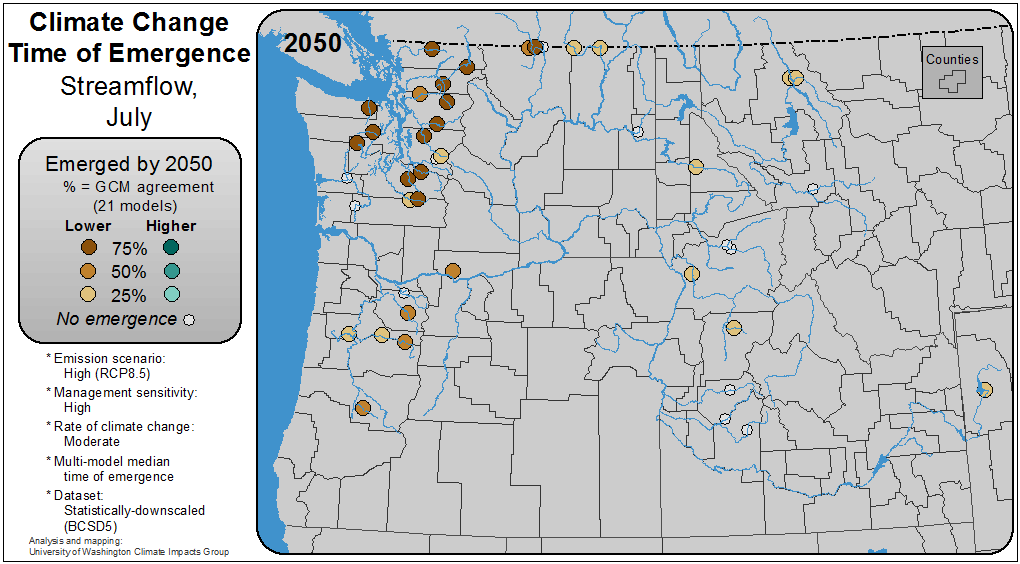 Climate Change
Time of Emergence
Streamflow,
July
Emerged by 2050
% = GCM agreement
(21 models)
Lower Higher
75%
50%
25%
No emergence
* Emission scenario:
High (RCP8.5)
* Management sensitivity:
High
* Rate of climate change:
Moderate
* Multi-model median
time of emergence
* Dataset:
Statistically-downscaled
(BCSD5)
Analysis and mapping:
University of Washington Climate Impacts Group
2050
Counties